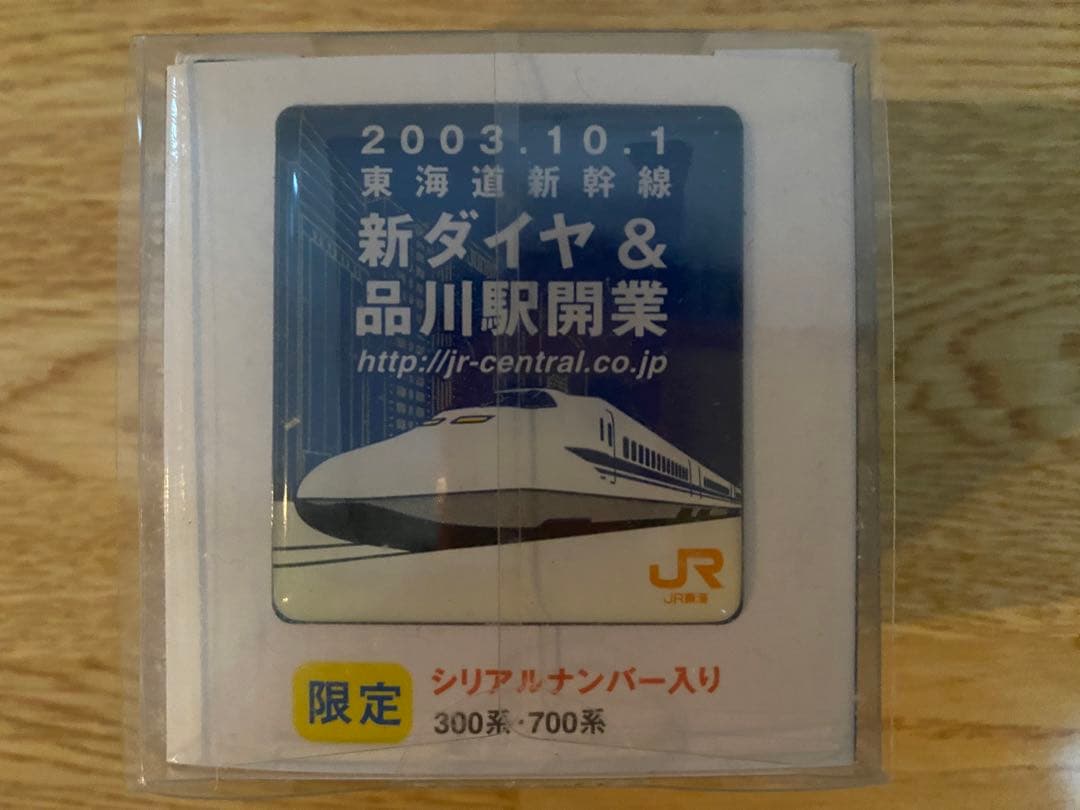 2003.10.1
東海道新幹線
新ダイヤ&
品川駅開業
http://jr-central.co.jp
JR
JR東海
限定
シリアルナンバー入り
300系・700系